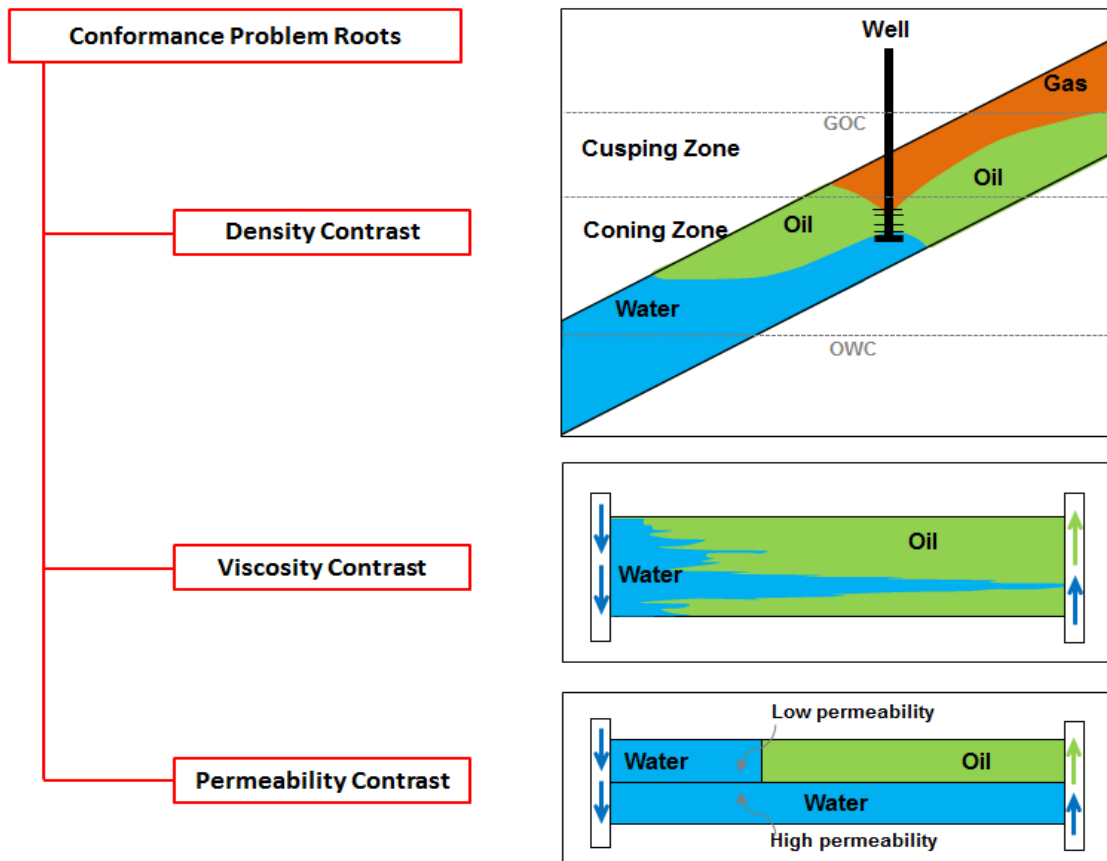 Conformance Problem Roots
Density Contrast
Viscosity Contrast
Permeability Contrast
Well
Gas
GOC
Cusping Zone
Oil
Oil
Coning Zone
Water
OWC
Oil
Water
Low permeability
Water
Oil
Water
High permeability